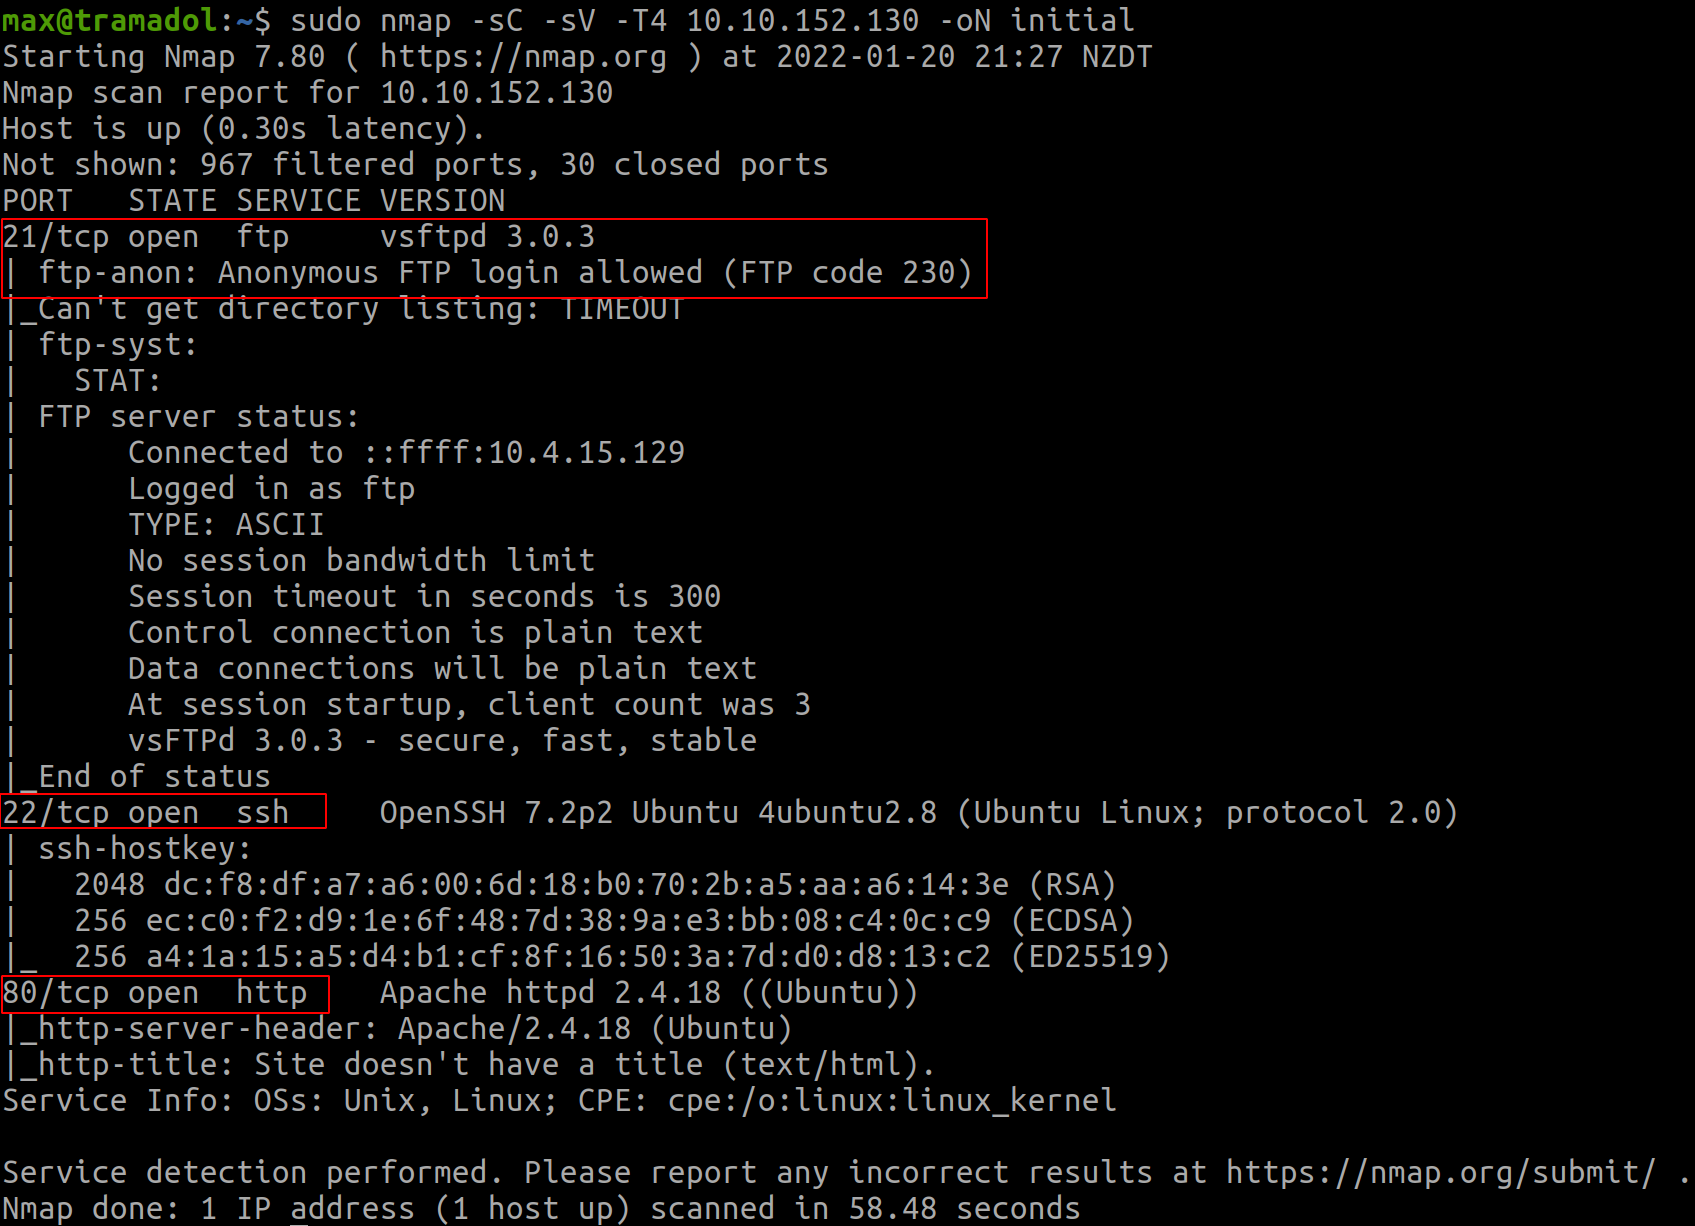 max@tramadol:~$ sudo nmap -sC -sV -T4 10.10.152.130 -oN initial
Starting Nmap 7.80 ( https://nmap.org ) at 2022-01-20 21:27 NZDT
Nmap scan report for 10.10.152.130
Host is up (0.30s latency).
Not shown: 967 filtered ports, 30 closed ports
PORT   STATE SERVICE VERSION
21/tcp open  ftp     vsftpd 3.0.3
| ftp-anon: Anonymous FTP login allowed (FTP code 230)
|_Can't get directory listing: TIMEOUT
| ftp-syst:
|   STAT:
| FTP server status:
|      Connected to ::ffff:10.4.15.129
|      Logged in as ftp
|      TYPE: ASCII
|      No session bandwidth limit
|      Session timeout in seconds is 300
|      Control connection is plain text
|      Data connections will be plain text
|      At session startup, client count was 3
|      vsFTPd 3.0.3 - secure, fast, stable
|_End of status
22/tcp open  ssh     OpenSSH 7.2p2 Ubuntu 4ubuntu2.8 (Ubuntu Linux; protocol 2.0)
| ssh-hostkey:
|   2048 dc:f8:df:a7:a6:00:6d:18:b0:70:2b:a5:aa:a6:14:3e (RSA)
|   256 ec:c0:f2:d9:1e:6f:48:7d:38:9a:e3:bb:08:c4:0c:c9 (ECDSA)
|_  256 a4:1a:15:a5:d4:b1:cf:8f:16:50:3a:7d:d0:d8:13:c2 (ED25519)
80/tcp open  http    Apache httpd 2.4.18 ((Ubuntu))
|_http-server-header: Apache/2.4.18 (Ubuntu)
|_http-title: Site doesn't have a title (text/html).
Service Info: OSs: Unix, Linux; CPE: cpe:/o:linux:linux_kernel

Service detection performed. Please report any incorrect results at https://nmap.org/submit/ .
Nmap done: 1 IP address (1 host up) scanned in 58.48 seconds